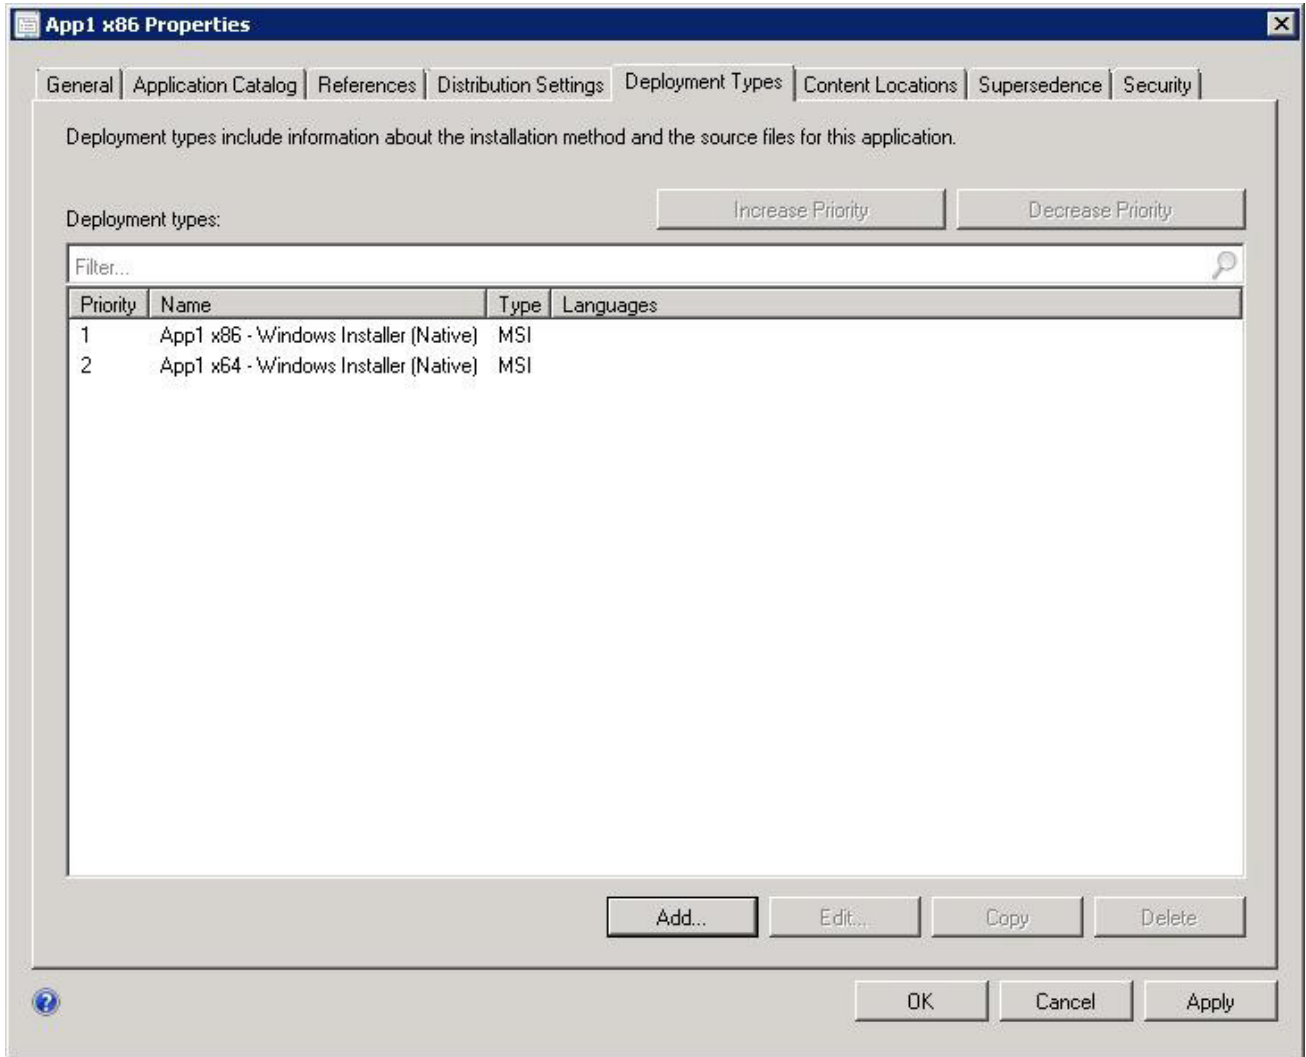 App1 x86 Properties
General Application Catalog References Distribution Settings Deployment Types Content Locations Supersedence Security
Deployment types include information about the installation method and the source files for this application.
Increase Priority Decrease Priority
Deployment types:
Filter...
Priority Name Type Languages
1 App1 x86 - Windows Installer (Native) MSI
2 App1 x64 - Windows Installer (Native) MSI
Add... Edit... Copy Delete
OK Cancel Apply